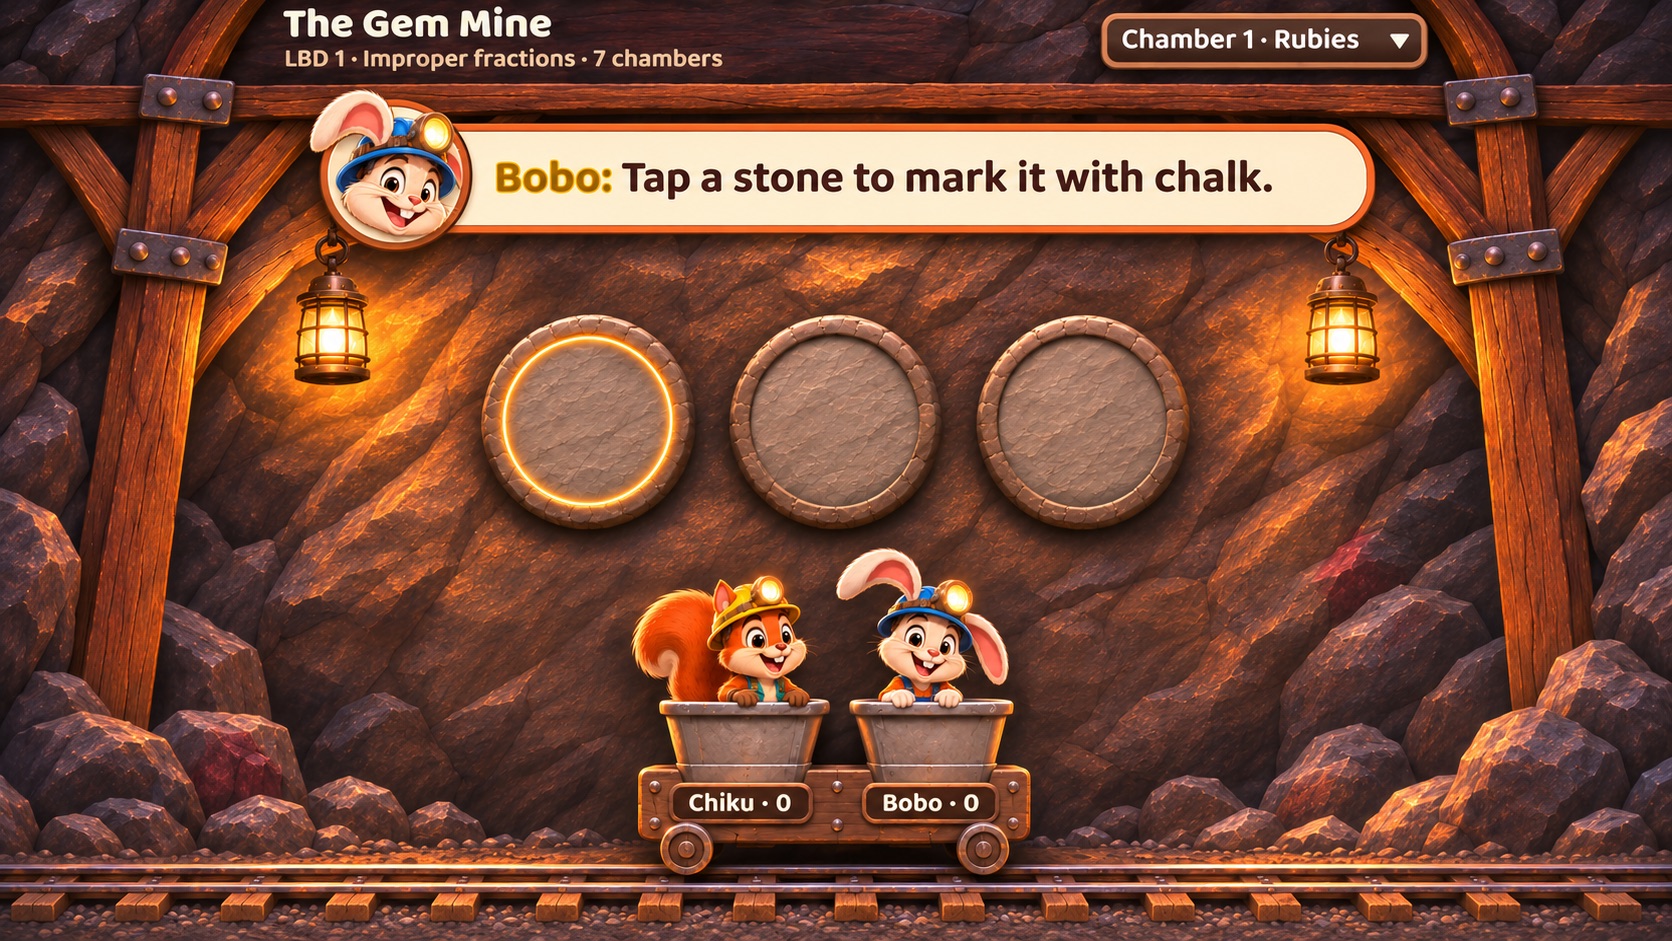 The Gem Mine
LBD 1 · Improper fractions · 7 chambers
Chamber 1 · Rubies
Bobo: Tap a stone to mark it with chalk.
Chiku · 0
Bobo · 0